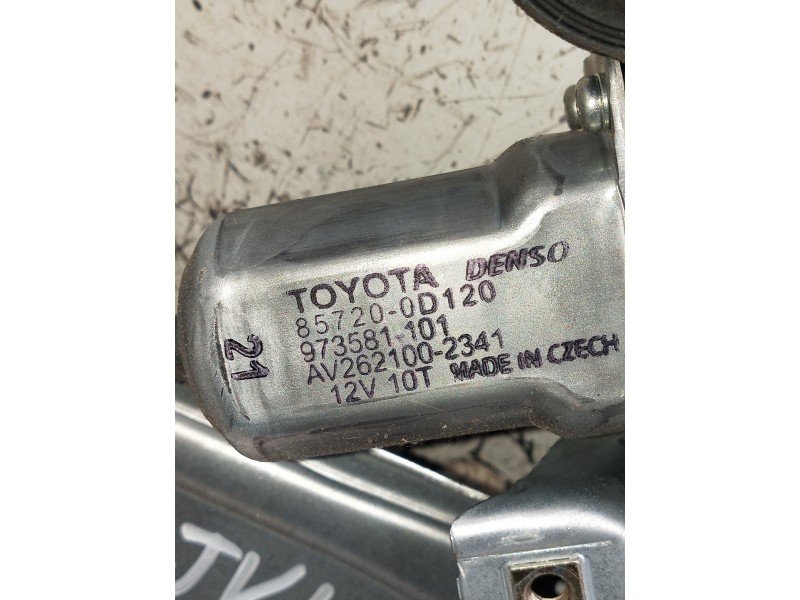 TOYOTA DENSO
85720-0D120
973581-101
AV262100-2341
12V 10T MADE IN CZECH
21